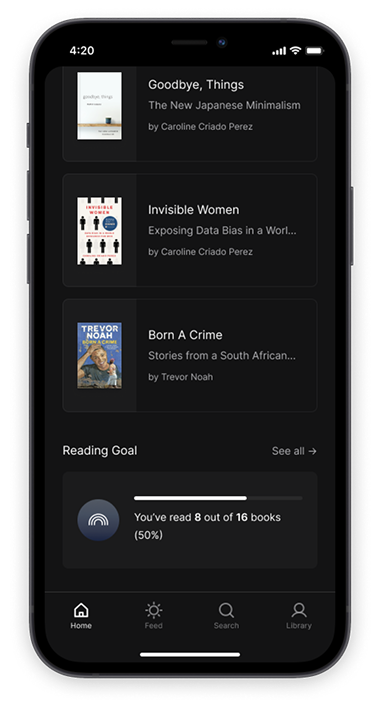 4:20
goodbye, things
Goodbye, Things
The New Japanese Minimalism
by Caroline Criado Perez
INVISIBLE
WOMEN
Invisible Women
Exposing Data Bias in a Worl...
by Caroline Criado Perez
TREVOR
NOAH
BORN A CRIME
Born A Crime
Stories from a South African...
by Trevor Noah
Reading Goal
See all →
You've read 8 out of 16 books
(50%)
Home
Feed
Search
Library